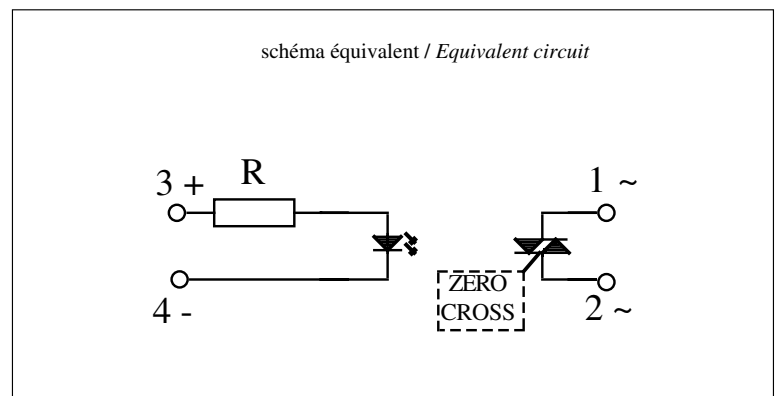 schéma équivalent / Equivalent circuit
3 +
R
1 ~
4 -
ZERO
CROSS
2 ~